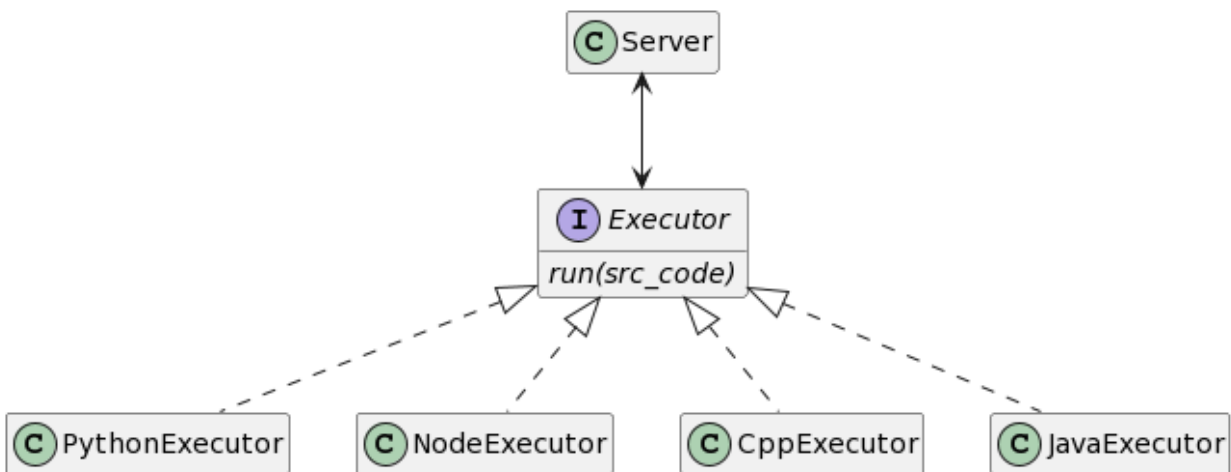 C Server
I Executor
run(src_code)
C PythonExecutor
C NodeExecutor
C CppExecutor
C JavaExecutor